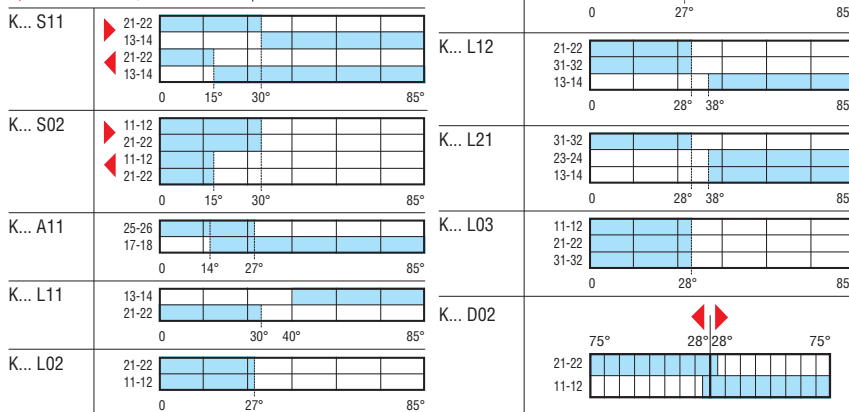 K... S11
21-22
13-14
21-22
13-14
0 15° 30° 85°
K... S02
11-12
21-22
11-12
21-22
0 15° 30° 85°
K... A11
25-26
17-18
0 14° 27° 85°
K... L11
13-14
21-22
0 30° 40° 85°
K... L02
21-22
11-12
0 27° 85°
0 27° 85
K... L12
21-22
31-32
13-14
0 28° 38° 85
K... L21
31-32
23-24
13-14
0 28° 38° 85
K... L03
11-12
21-22
31-32
0 28° 85
K... D02
75° 28° 28° 75°
21-22
11-12